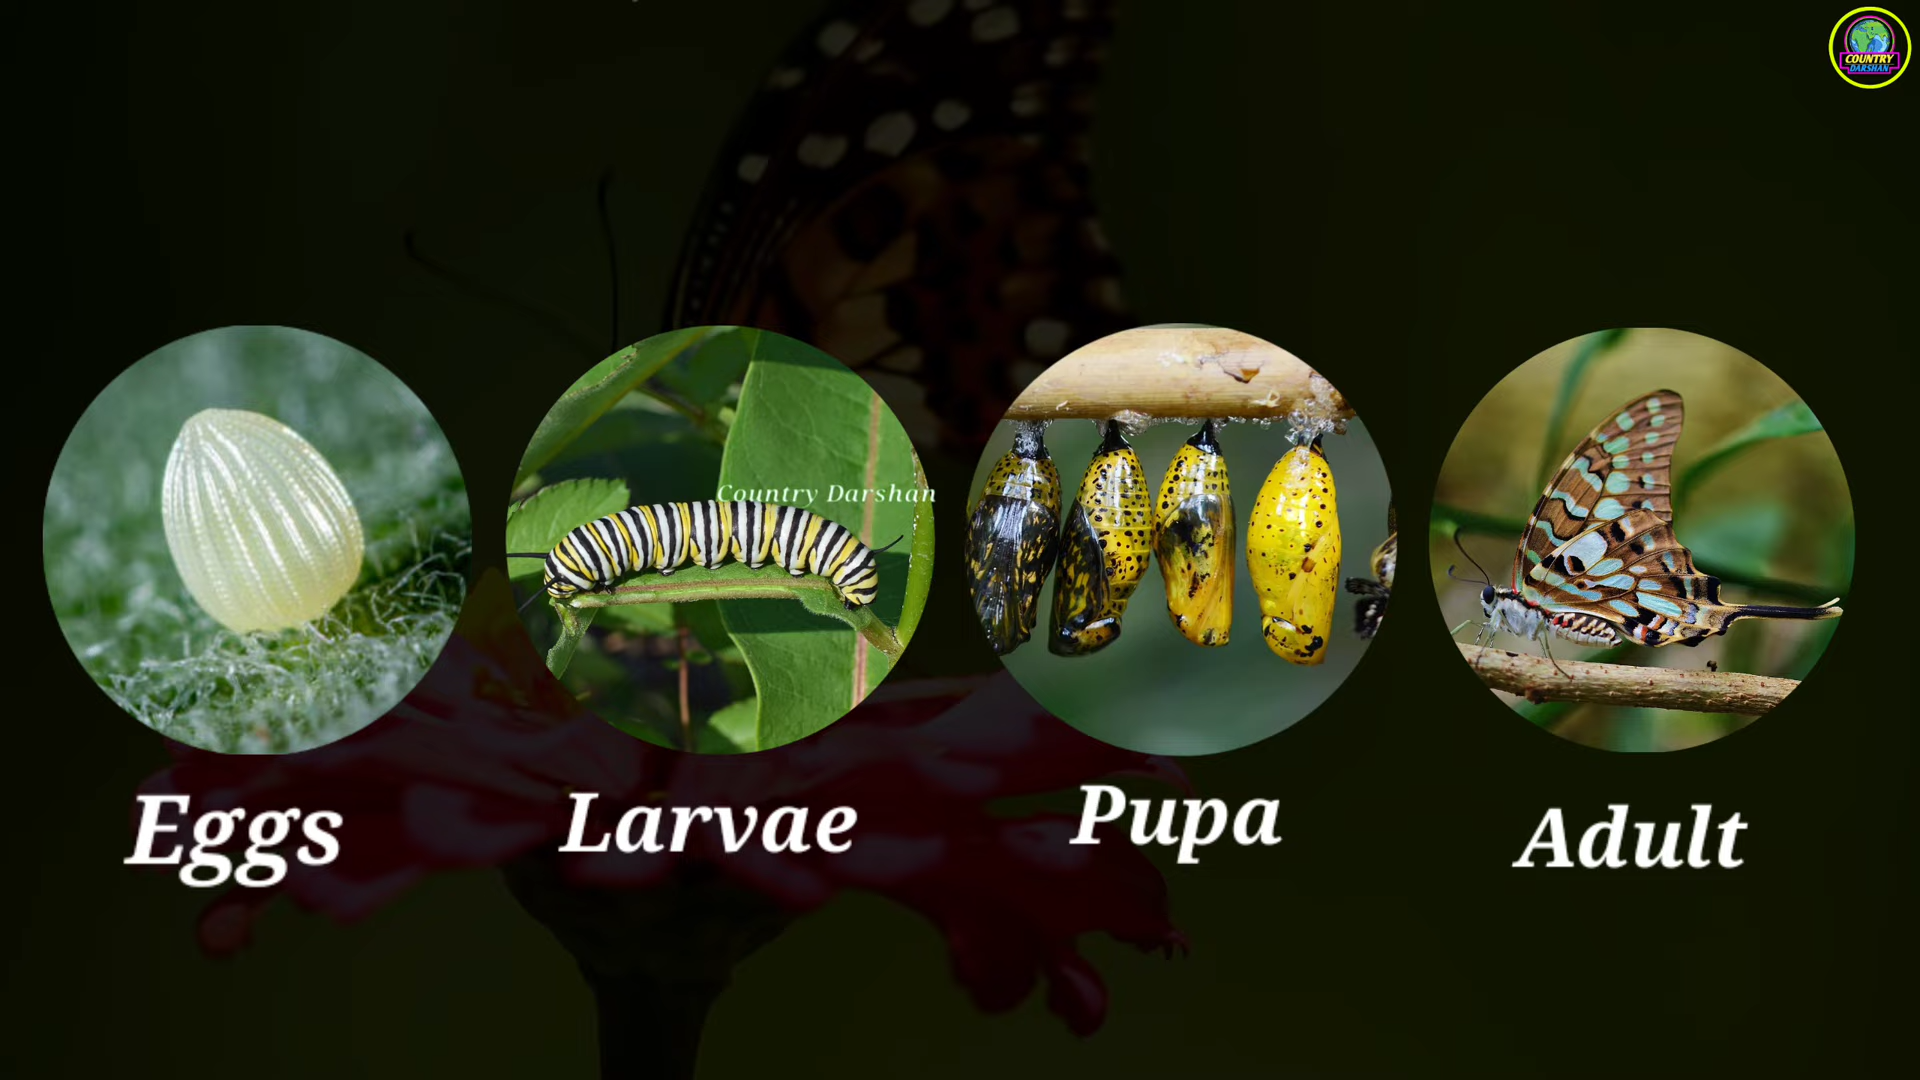 COUNTRY
DARSHAN
Country Darshan
Eggs
Larvae
Pupa
Adult